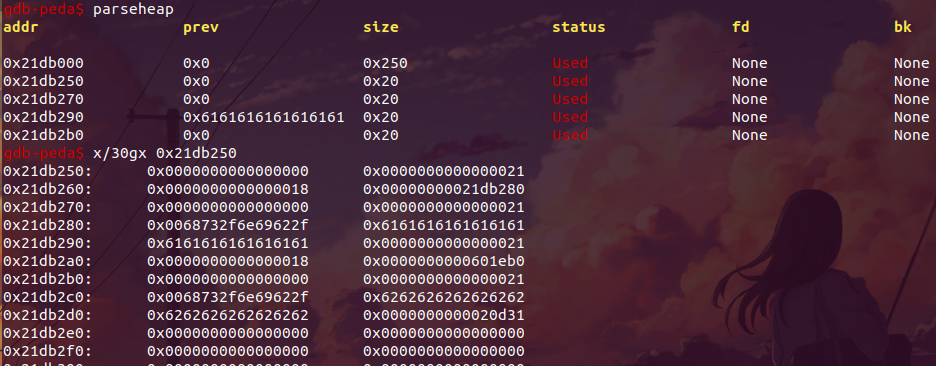 gdb-peda$ parseheap
addr prev size status fd bk
0x21db000 0x0 0x250 Used None None
0x21db250 0x0 0x20 Used None None
0x21db270 0x0 0x20 Used None None
0x21db290 0x6161616161616161 0x20 Used None None
0x21db2b0 0x0 0x20 Used None None
gdb-peda$ x/30gx 0x21db250
0x21db250: 0x0000000000000000 0x0000000000000021
0x21db260: 0x0000000000000018 0x00000000021db280
0x21db270: 0x0000000000000000 0x0000000000000021
0x21db280: 0x0068732f6e69622f 0x6161616161616161
0x21db290: 0x6161616161616161 0x0000000000000021
0x21db2a0: 0x0000000000000018 0x0000000000601eb0
0x21db2b0: 0x0000000000000000 0x0000000000000021
0x21db2c0: 0x0068732f6e69622f 0x6262626262626262
0x21db2d0: 0x6262626262626262 0x0000000000020d31
0x21db2e0: 0x0000000000000000 0x0000000000000000
0x21db2f0: 0x0000000000000000 0x0000000000000000